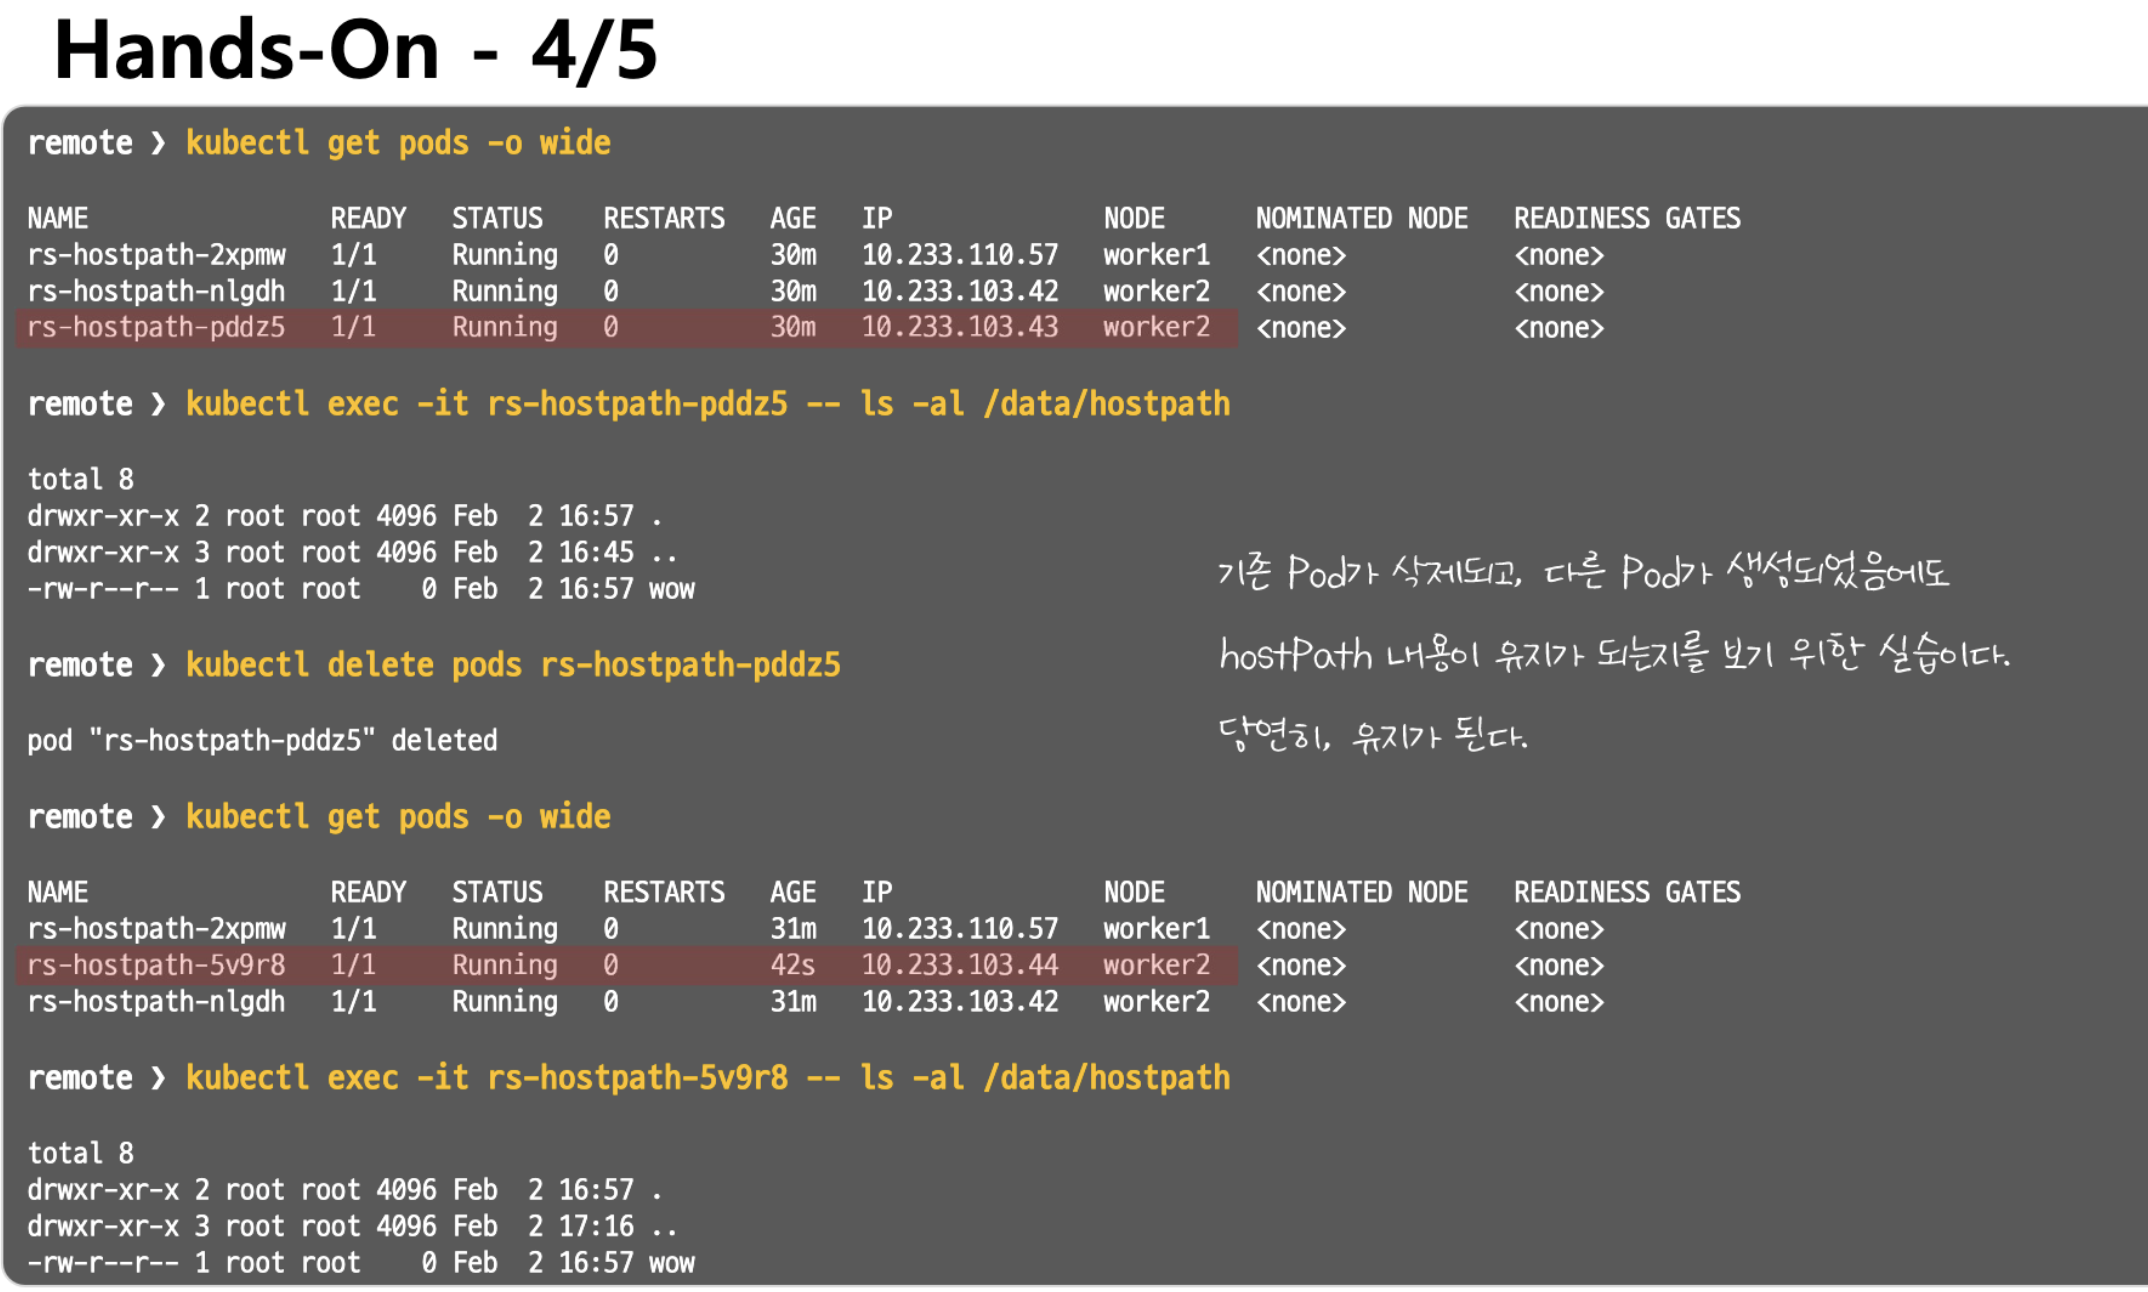 Hands-On - 4/5
remote ❯ kubectl get pods -o wide
NAME READY STATUS RESTARTS AGE IP NODE NOMINATED NODE READINESS GATES
rs-hostpath-2xpmw 1/1 Running 0 30m 10.233.110.57 worker1 <none> <none>
rs-hostpath-nlgdh 1/1 Running 0 30m 10.233.103.42 worker2 <none> <none>
rs-hostpath-pddz5 1/1 Running 0 30m 10.233.103.43 worker2 <none> <none>
remote ❯ kubectl exec -it rs-hostpath-pddz5 -- ls -al /data/hostpath
total 8
drwxr-xr-x 2 root root 4096 Feb 2 16:57 .
drwxr-xr-x 3 root root 4096 Feb 2 16:45 ..
-rw-r--r-- 1 root root 0 Feb 2 16:57 wow
기존 Pod가 삭제되고, 다른 Pod가 생성되었음에도
hostPath 내용이 유지가 되는지를 보기 위한 실습이다.
당연히, 유지가 된다.
remote ❯ kubectl delete pods rs-hostpath-pddz5
pod "rs-hostpath-pddz5" deleted
remote ❯ kubectl get pods -o wide
NAME READY STATUS RESTARTS AGE IP NODE NOMINATED NODE READINESS GATES
rs-hostpath-2xpmw 1/1 Running 0 31m 10.233.110.57 worker1 <none> <none>
rs-hostpath-5v9r8 1/1 Running 0 42s 10.233.103.44 worker2 <none> <none>
rs-hostpath-nlgdh 1/1 Running 0 31m 10.233.103.42 worker2 <none> <none>
remote ❯ kubectl exec -it rs-hostpath-5v9r8 -- ls -al /data/hostpath
total 8
drwxr-xr-x 2 root root 4096 Feb 2 16:57 .
drwxr-xr-x 3 root root 4096 Feb 2 17:16 ..
-rw-r--r-- 1 root root 0 Feb 2 16:57 wow